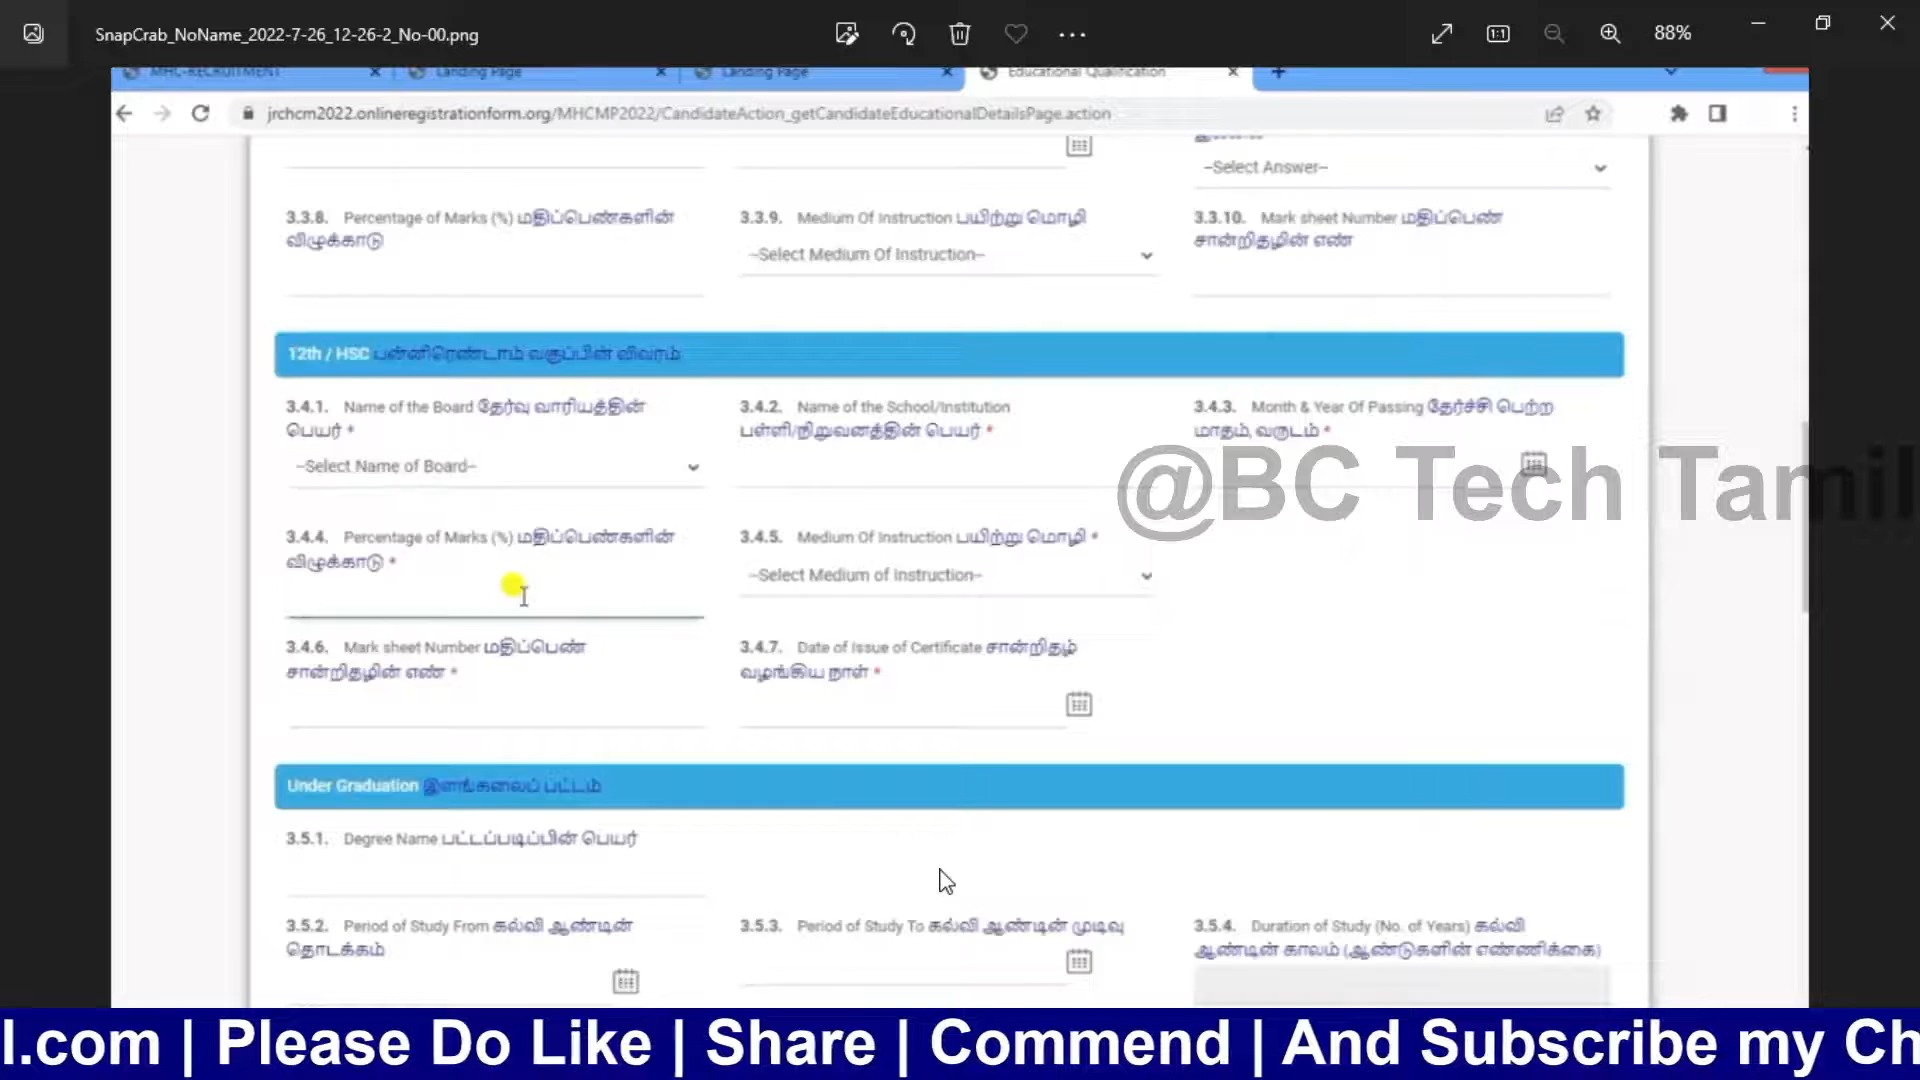 SnapCrab_NoName_2022-7-26_12-26-2_No-00.png
88%
MHC-RECRUITMENT
Landing Page
Landing Page
Educational Qualification
jrchcm2022.onlineregistrationform.org/MHCMP2022/CandidateAction_getCandidateEducationalDetailsPage.action
--Select Answer--
3.3.8. Percentage of Marks (%) மதிப்பெண்களின்
விழுக்காடு
3.3.9. Medium Of Instruction பயிற்று மொழி
--Select Medium Of Instruction--
3.3.10. Mark sheet Number மதிப்பெண்
சான்றிதழின் எண்
12th / HSC பன்னிரெண்டாம் வகுப்பின் விவரம்
3.4.1. Name of the Board தேர்வு வாரியத்தின்
பெயர் *
--Select Name of Board--
3.4.2. Name of the School/Institution
பள்ளி/நிறுவனத்தின் பெயர் *
3.4.3. Month & Year Of Passing தேர்ச்சி பெற்ற
மாதம், வருடம் *
@BC Tech Tamil
3.4.4. Percentage of Marks (%) மதிப்பெண்களின்
விழுக்காடு *
3.4.5. Medium Of Instruction பயிற்று மொழி *
--Select Medium of Instruction--
3.4.6. Mark sheet Number மதிப்பெண்
சான்றிதழின் எண் *
3.4.7. Date of Issue of Certificate சான்றிதழ்
வழங்கிய நாள் *
Under Graduation இளங்கலைப் பட்டம்
3.5.1. Degree Name பட்டப்படிப்பின் பெயர்
3.5.2. Period of Study From கல்வி ஆண்டின்
தொடக்கம்
3.5.3. Period of Study To கல்வி ஆண்டின் முடிவு
3.5.4. Duration of Study (No. of Years) கல்வி
ஆண்டின் காலம் (ஆண்டுகளின் எண்ணிக்கை)
l.com | Please Do Like | Share | Commend | And Subscribe my Ch